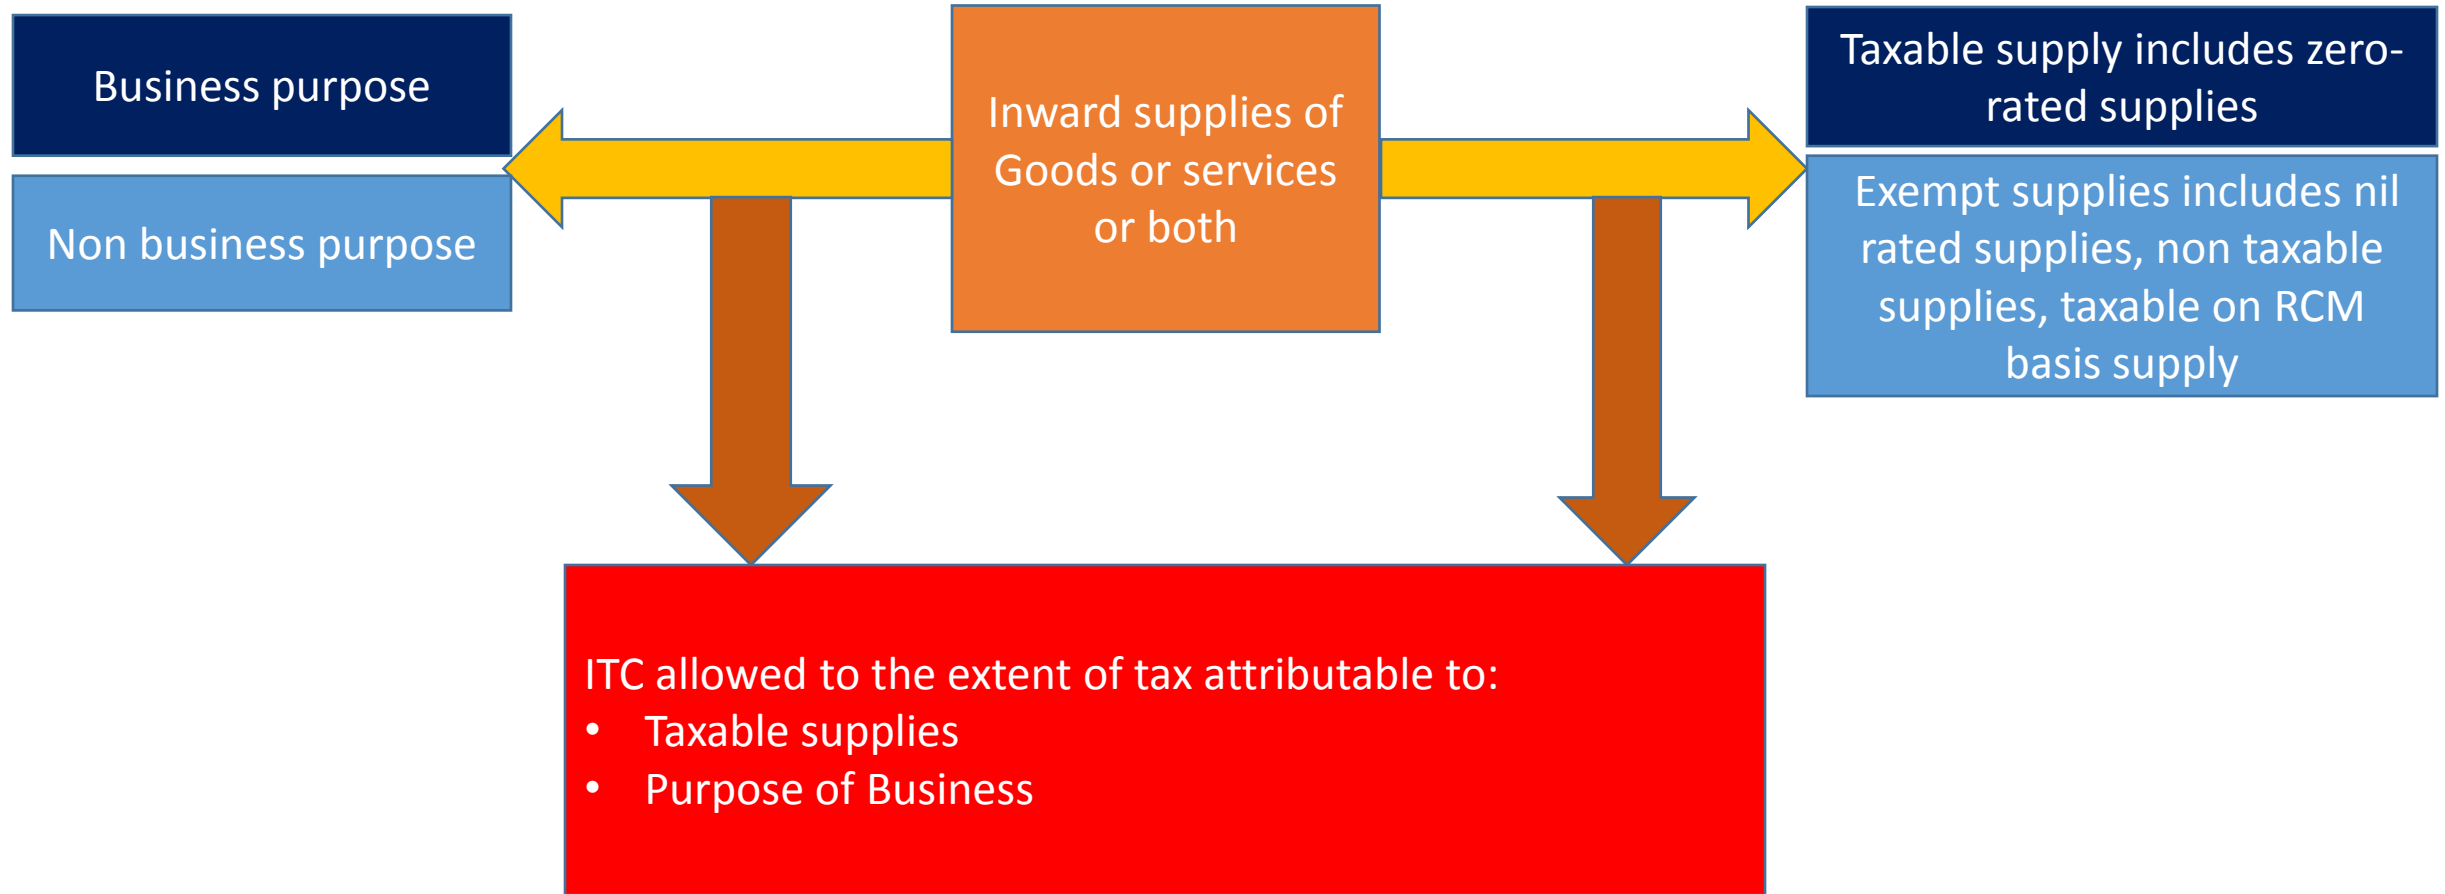 Business purpose
Non business purpose
Inward supplies of
Goods or services
or both
Taxable supply includes zero-
rated supplies
Exempt supplies includes nil
rated supplies, non taxable
supplies, taxable on RCM
basis supply
ITC allowed to the extent of tax attributable to:
• Taxable supplies
• Purpose of Business